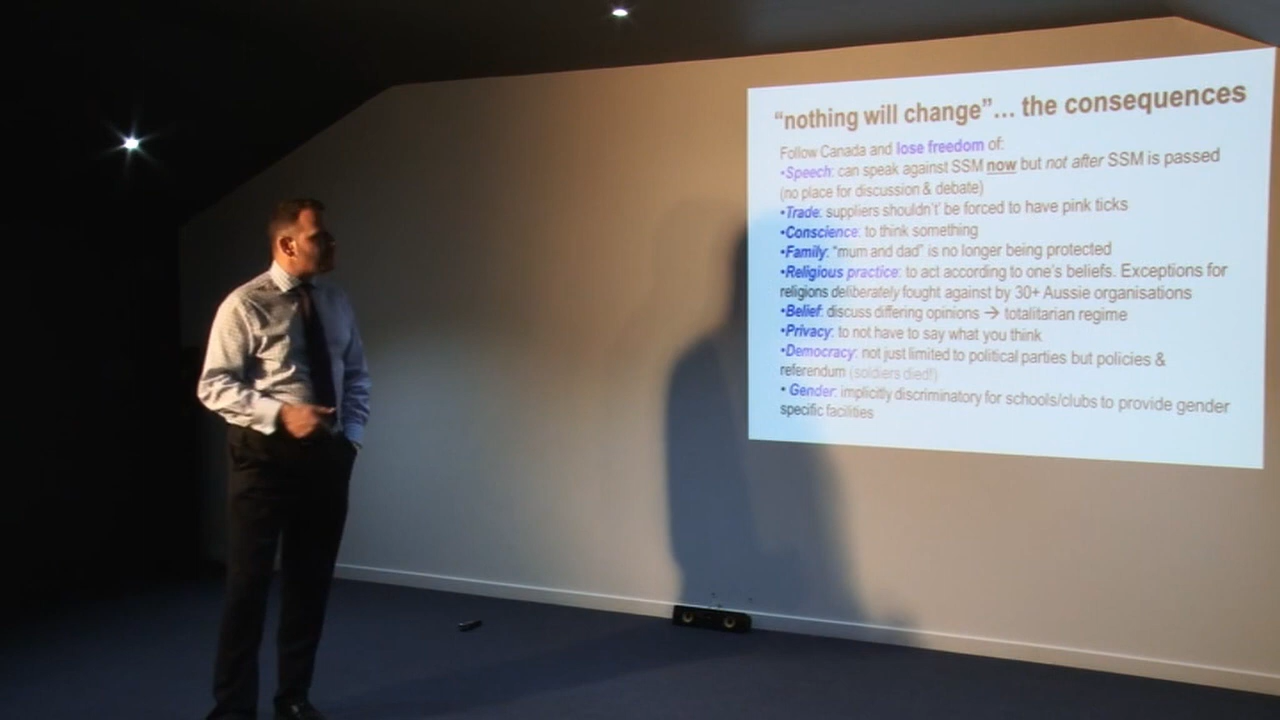 “nothing will change”... the consequences
Follow Canada and lose freedom of:
•Speech: can speak against SSM now but not after SSM is passed
(no place for discussion & debate)
•Trade: suppliers shouldn’t’ be forced to have pink ticks
•Conscience: to think something
•Family: “mum and dad” is no longer being protected
•Religious practice: to act according to one’s beliefs. Exceptions for
religions deliberately fought against by 30+ Aussie organisations
•Belief: discuss differing opinions → totalitarian regime
•Privacy: to not have to say what you think
•Democracy: not just limited to political parties but policies &
referendum (soldiers died!)
• Gender: implicitly discriminatory for schools/clubs to provide gender
specific facilities